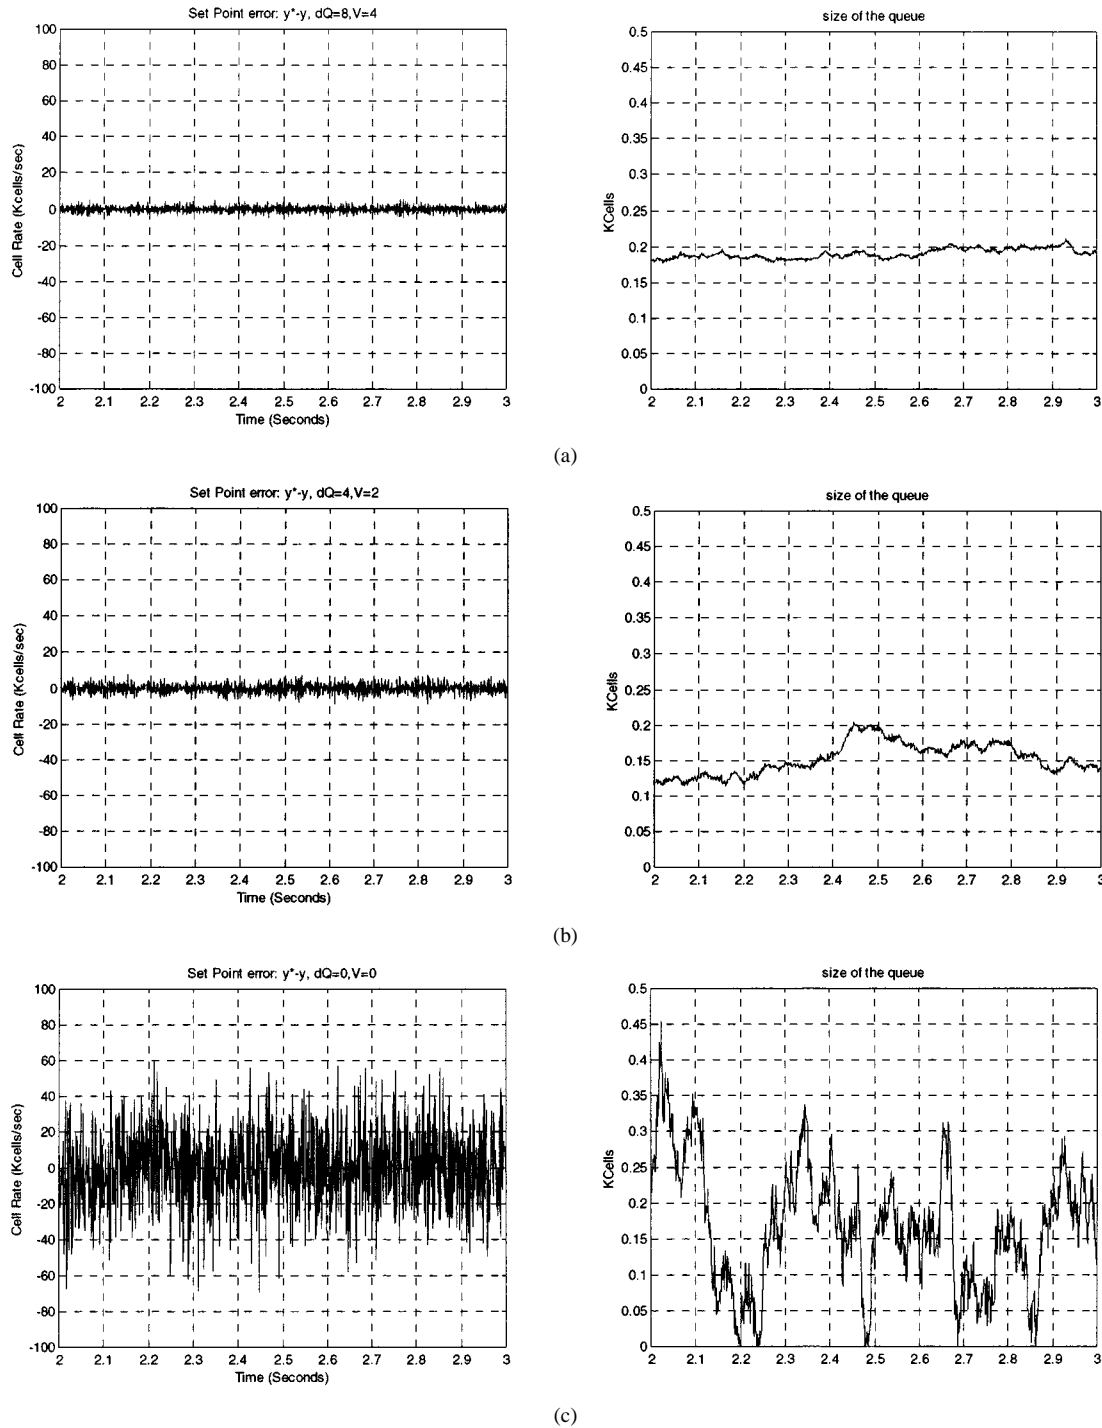 Set Point error: y*-y, dQ=8,V=4
100
80
60
40
20
0
-20
-40
-60
-80
-100
Cell Rate (Kcells/sec)
2 2.1 2.2 2.3 2.4 2.5 2.6 2.7 2.8 2.9 3
Time (Seconds)
size of the queue
0.5
0.45
0.4
0.35
0.3
0.25
0.2
0.15
0.1
0.05
0
KCells
2 2.1 2.2 2.3 2.4 2.5 2.6 2.7 2.8 2.9 3
(a)
Set Point error: y*-y, dQ=4,V=2
100
80
60
40
20
0
-20
-40
-60
-80
-100
Cell Rate (Kcells/sec)
2 2.1 2.2 2.3 2.4 2.5 2.6 2.7 2.8 2.9 3
Time (Seconds)
size of the queue
0.5
0.45
0.4
0.35
0.3
0.25
0.2
0.15
0.1
0.05
0
KCells
2 2.1 2.2 2.3 2.4 2.5 2.6 2.7 2.8 2.9 3
(b)
Set Point error: y*-y, dQ=0,V=0
100
80
60
40
20
0
-20
-40
-60
-80
-100
Cell Rate (Kcells/sec)
2 2.1 2.2 2.3 2.4 2.5 2.6 2.7 2.8 2.9 3
Time (Seconds)
size of the queue
0.5
0.45
0.4
0.35
0.3
0.25
0.2
0.15
0.1
0.05
0
KCells
2 2.1 2.2 2.3 2.4 2.5 2.6 2.7 2.8 2.9 3
(c)